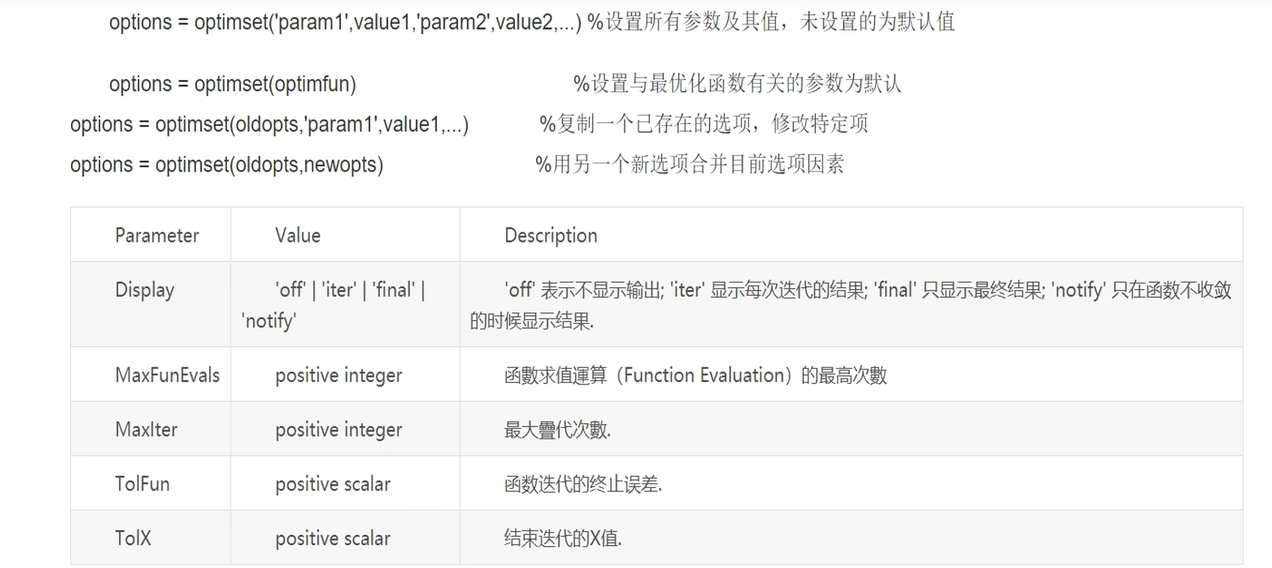 options = optimset('param1',value1,'param2',value2,...) %设置所有参数及其值，未设置的为默认值
options = optimset(optimfun) %设置与最优化函数有关的参数为默认
options = optimset(oldopts,'param1',value1,...) %复制一个已存在的选项，修改特定项
options = optimset(oldopts,newopts) %用另一个新选项合并目前选项因素
Parameter Value Description
Display 'off' | 'iter' | 'final' | 'off' 表示不显示输出; 'iter' 显示每次迭代的结果; 'final' 只显示最终结果; 'notify' 只在函数不收敛
'notify' 的时候显示结果.
MaxFunEvals positive integer 函數求值運算（Function Evaluation）的最高次數
MaxIter positive integer 最大疊代次數.
TolFun positive scalar 函数迭代的终止误差.
TolX positive scalar 结束迭代的X值.